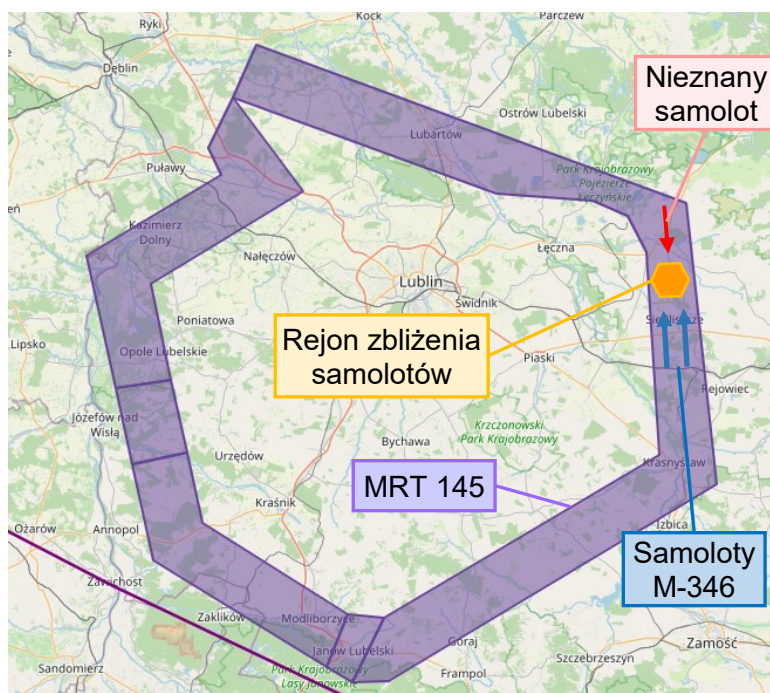 Kock
Parczew
Ryki
Dęblin
Nieznany
samolot
Ostrów Lubelski
Lubartów
Puławy
Park Krajobrazowy
Pojezierze
Łęczyńskie
Kazimierz
Dolny
Nałęczów
Łęczna
Lublin
Świdnik
Poniatowa
Lipsko
Opole Lubelskie
Rejon zbliżenia
samolotów
Piaski
Rejowiec
Józefów nad
Wisłą
Krzczonowski
Park Krajobrazowy
Bychawa
Urzędów
Krasnystaw
MRT 145
Kraśnik
Ożarów
Annopol
Izbica
Samoloty
M-346
Zawichost
Zaklików
Modliborzyce
Janów Lubelski
Goraj
Zamość
Szczebrzeszyn
Sandomierz
Park Krajobrazowy
Lasy Janowskie
Frampol